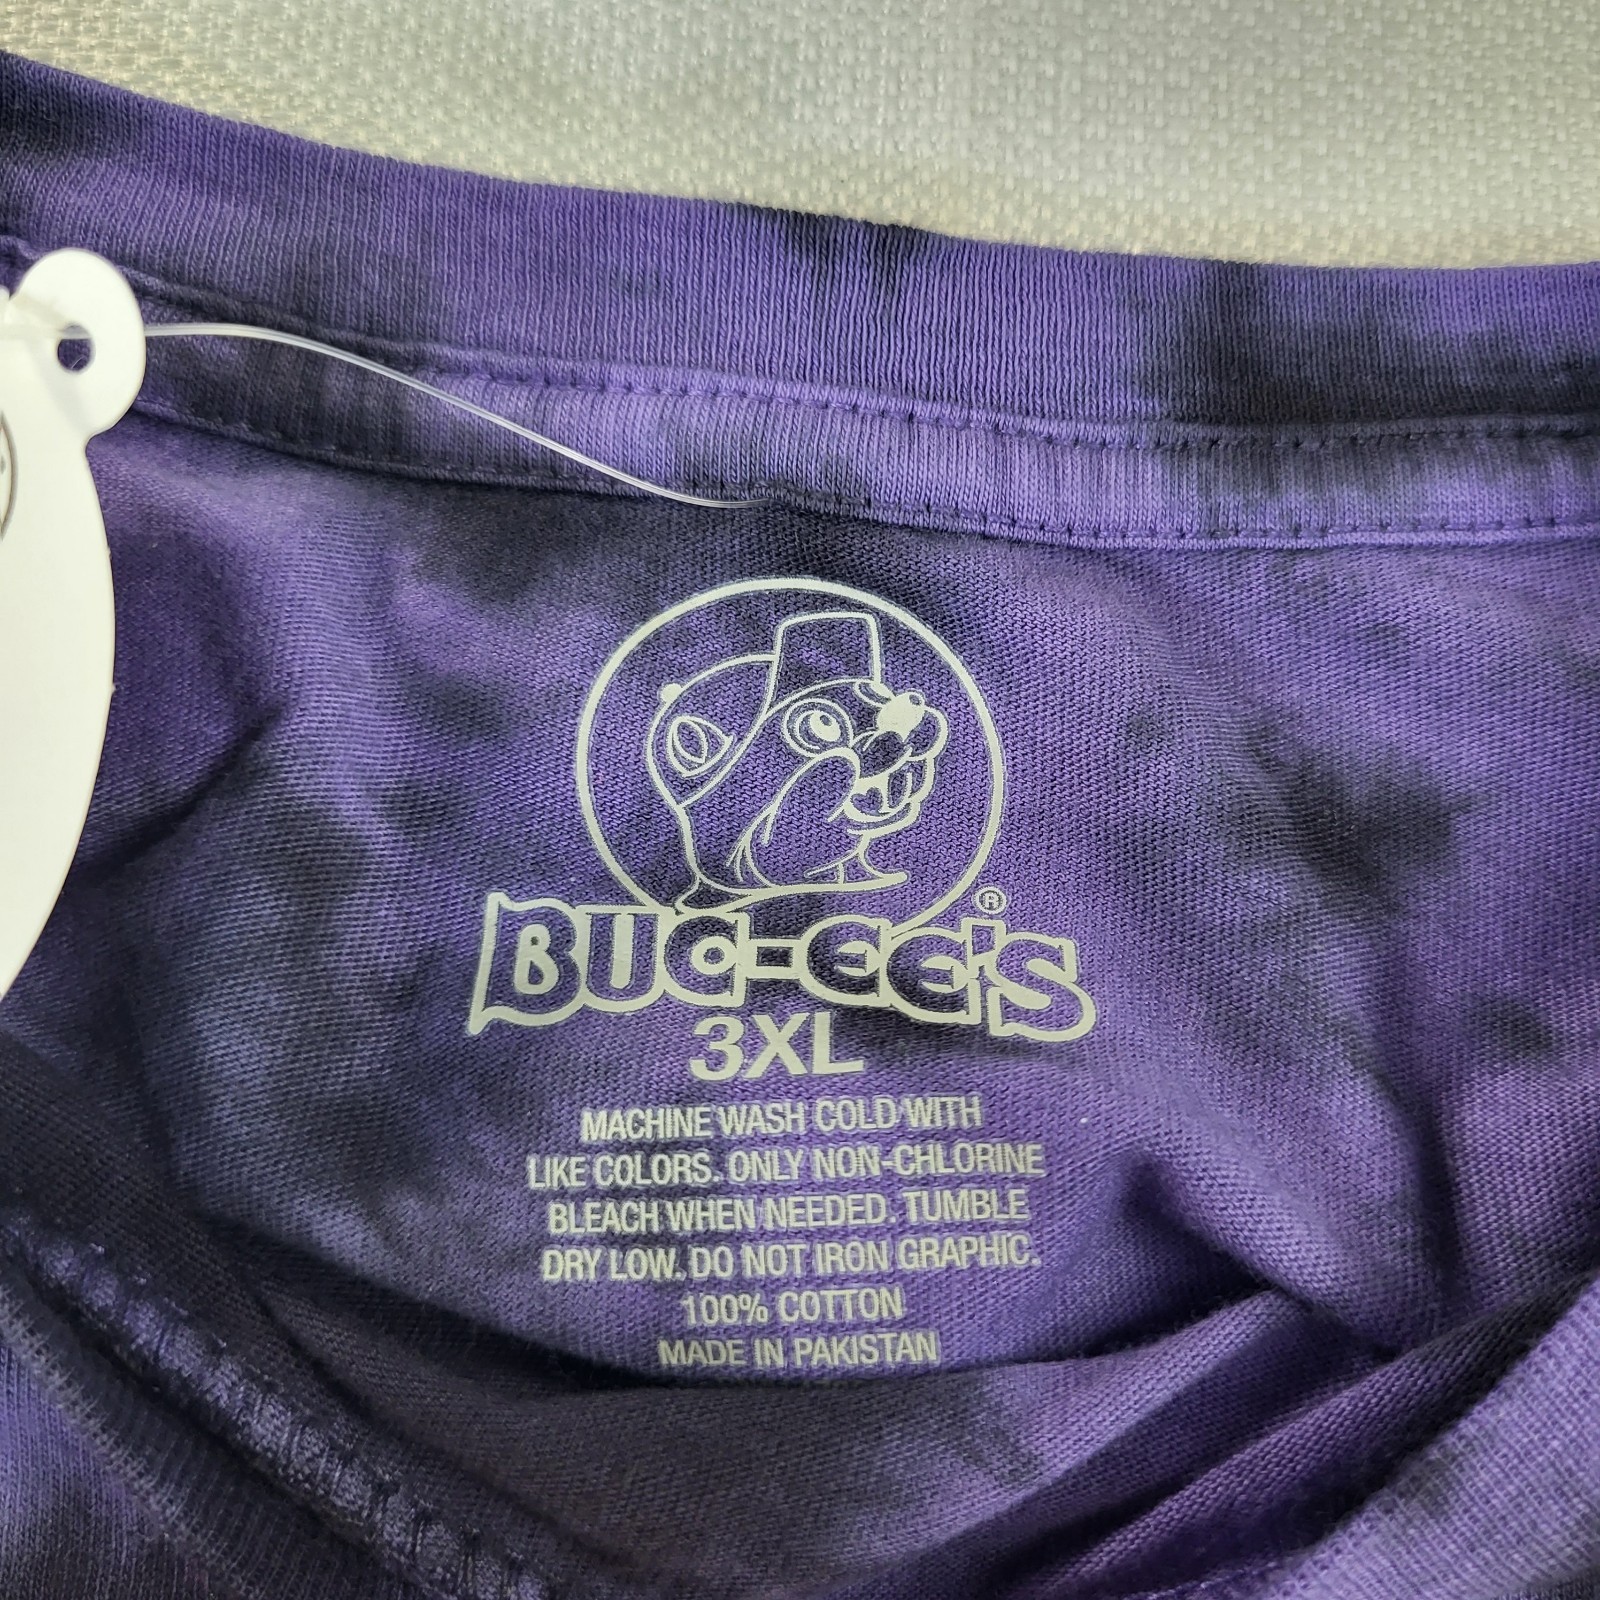 BUC-EE'S®
3XL
MACHINE WASH COLD WITH
LIKE COLORS. ONLY NON-CHLORINE
BLEACH WHEN NEEDED. TUMBLE
DRY LOW. DO NOT IRON GRAPHIC.
100% COTTON
MADE IN PAKISTAN